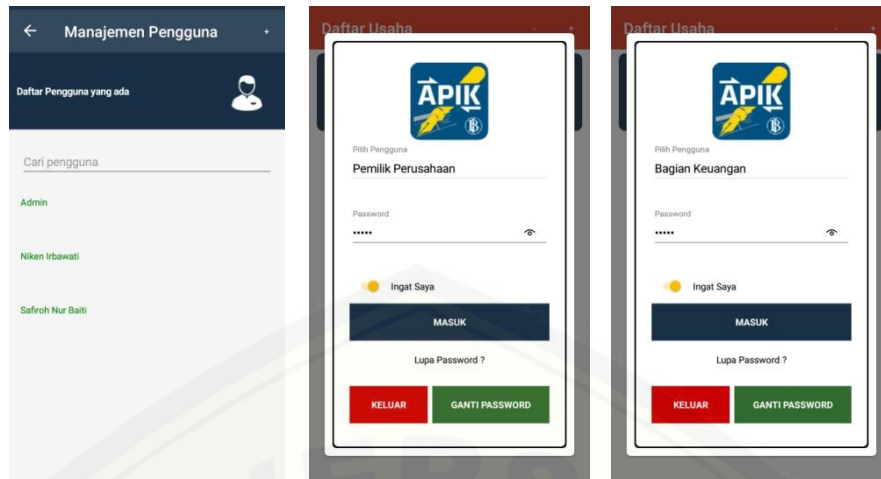 Manajemen Pengguna
Daftar Pengguna yang ada
Cari pengguna
Admin
Niken Irbawati
Safiroh Nur Baiti
Daftar Usaha
APIK
Pilih Pengguna
Pemilik Perusahaan
Password
•••••
Ingat Saya
MASUK
Lupa Password ?
KELUAR GANTI PASSWORD
Daftar Usaha
APIK
Pilih Pengguna
Bagian Keuangan
Password
•••••
Ingat Saya
MASUK
Lupa Password ?
KELUAR GANTI PASSWORD